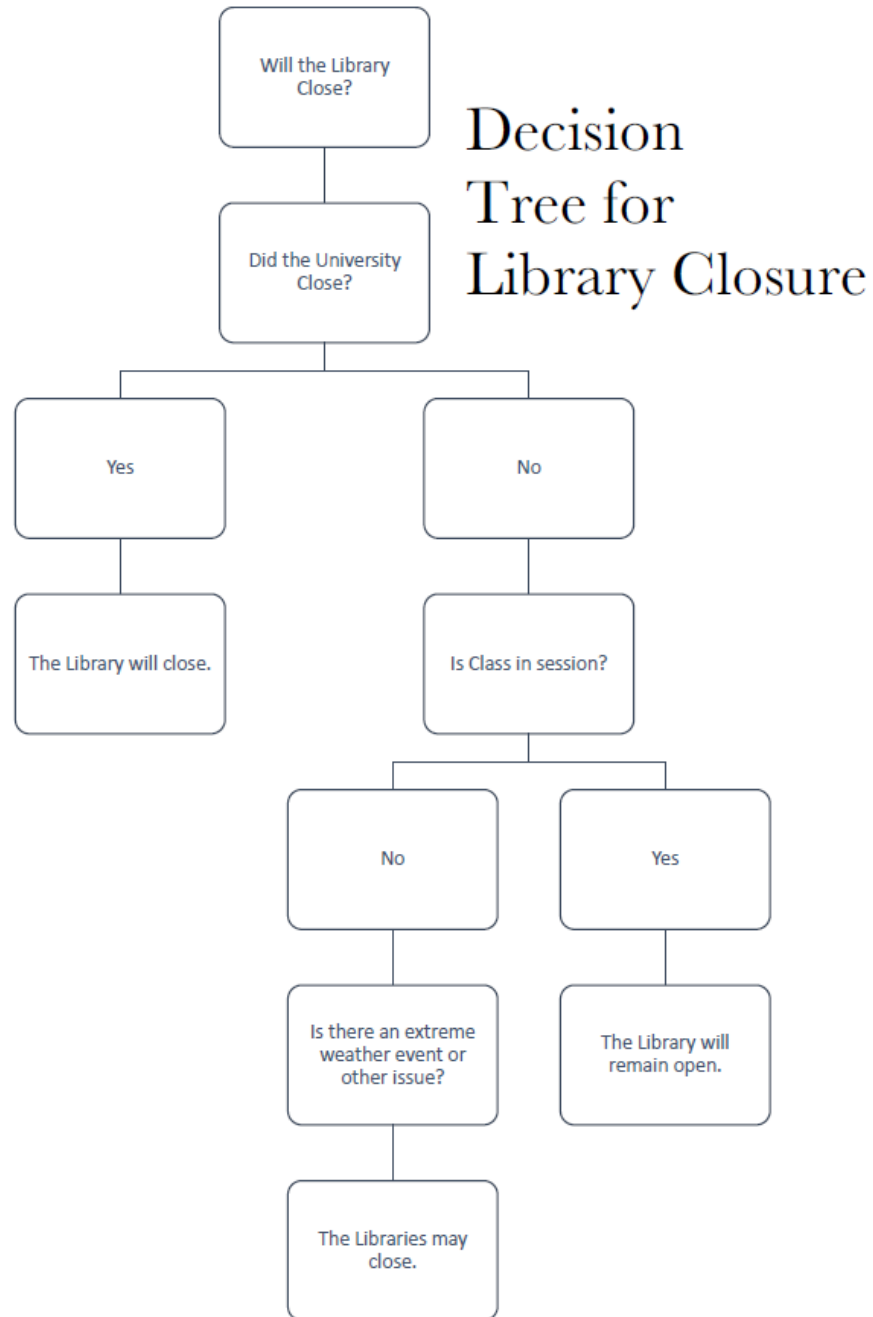 Will the Library
Close?
Decision
Tree for
Library Closure
Did the University
Close?
Yes
No
The Library will close.
Is Class in session?
No
Yes
Is there an extreme
weather event or
other issue?
The Library will
remain open.
The Libraries may
close.